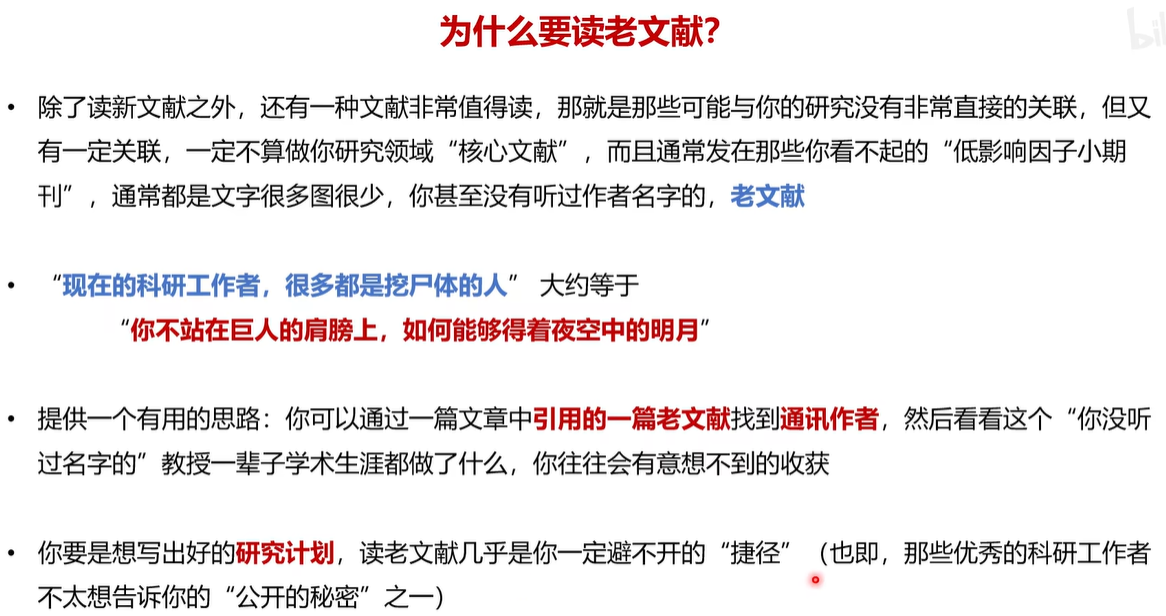 为什么要读老文献?
• 除了读新文献之外，还有一种文献非常值得读，那就是那些可能与你的研究没有非常直接的关联，但又
有一定关联，一定不算做你研究领域“核心文献”，而且通常发在那些你看不起的“低影响因子小期
刊”，通常都是文字很多图很少，你甚至没有听过作者名字的，老文献
• “现在的科研工作者，很多都是挖尸体的人” 大约等于
“你不站在巨人的肩膀上，如何能够得着夜空中的明月”
• 提供一个有用的思路：你可以通过一篇文章中引用的一篇老文献找到通讯作者，然后看看这个“你没听
过名字的”教授一辈子学术生涯都做了什么，你往往会有意想不到的收获
• 你要是想写出好的研究计划，读老文献几乎是你一定避不开的“捷径”（也即，那些优秀的科研工作者
不太想告诉你的“公开的秘密”之一）